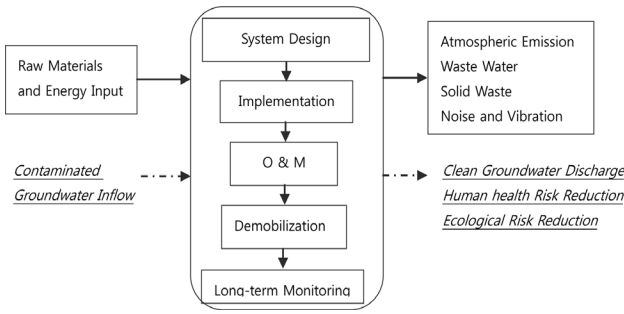 Raw Materials
and Energy Input
Contaminated
Groundwater Inflow
System Design
Implementation
O & M
Demobilization
Long-term Monitoring
Atmospheric Emission
Waste Water
Solid Waste
Noise and Vibration
Clean Groundwater Discharge
Human health Risk Reduction
Ecological Risk Reduction